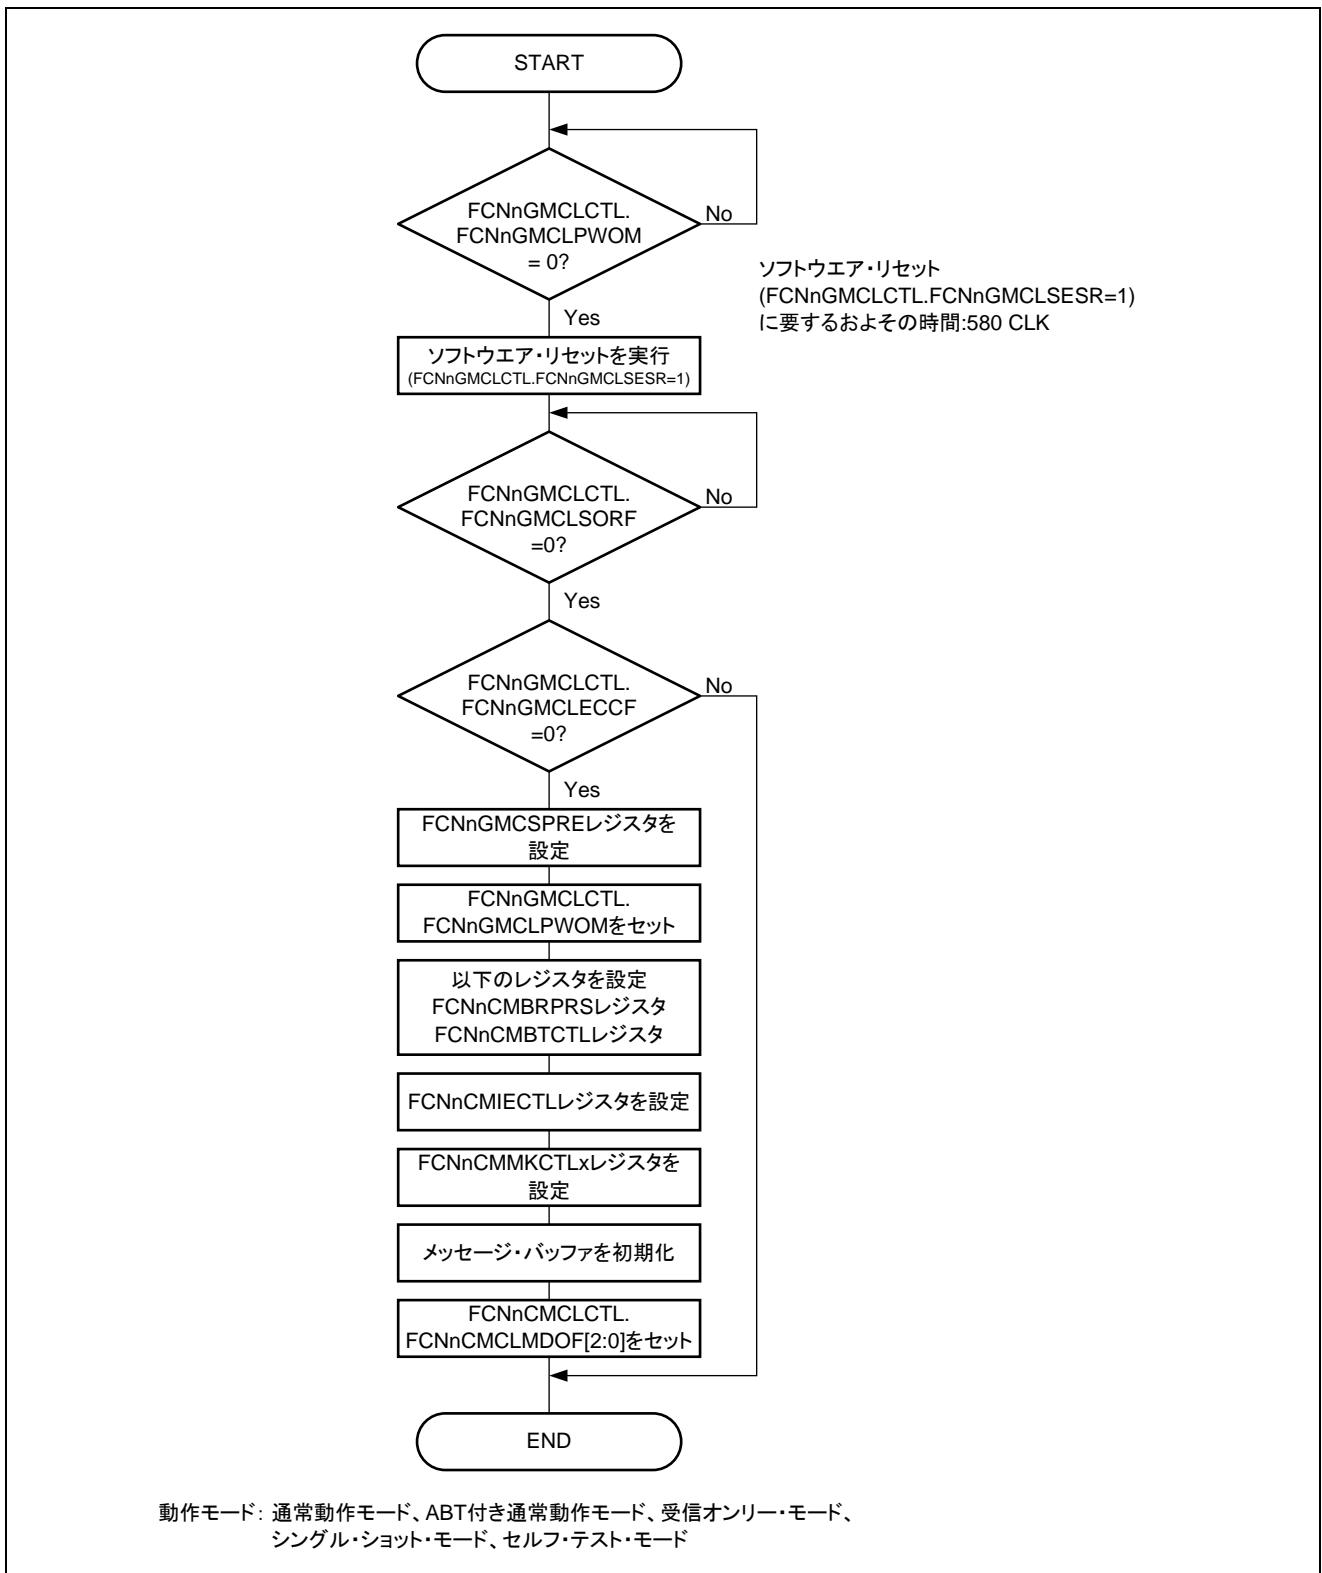 START
FCNnGMCLCTL.
FCNnGMCLPWOM
= 0?
No
ソフトウエア・リセット
(FCNnGMCLCTL.FCNnGMCLSESR=1)
に要するおよその時間:580 CLK
Yes
ソフトウエア・リセットを実行
(FCNnGMCLCTL.FCNnGMCLSESR=1)
FCNnGMCLCTL.
FCNnGMCLSORF
=0?
No
Yes
FCNnGMCLCTL.
FCNnGMCLECCF
=0?
No
Yes
FCNnGMCSPREレジスタを
設定
FCNnGMCLCTL.
FCNnGMCLPWOMをセット
以下のレジスタを設定
FCNnCMBRPRSレジスタ
FCNnCMBTCTLレジスタ
FCNnCMIECTLレジスタを設定
FCNnCMMKCTLxレジスタを
設定
メッセージ・バッファを初期化
FCNnCMCLCTL.
FCNnCMCLMDOF[2:0]をセット
END
動作モード: 通常動作モード、ABT付き通常動作モード、受信オンリー・モード、
シングル・ショット・モード、セルフ・テスト・モード